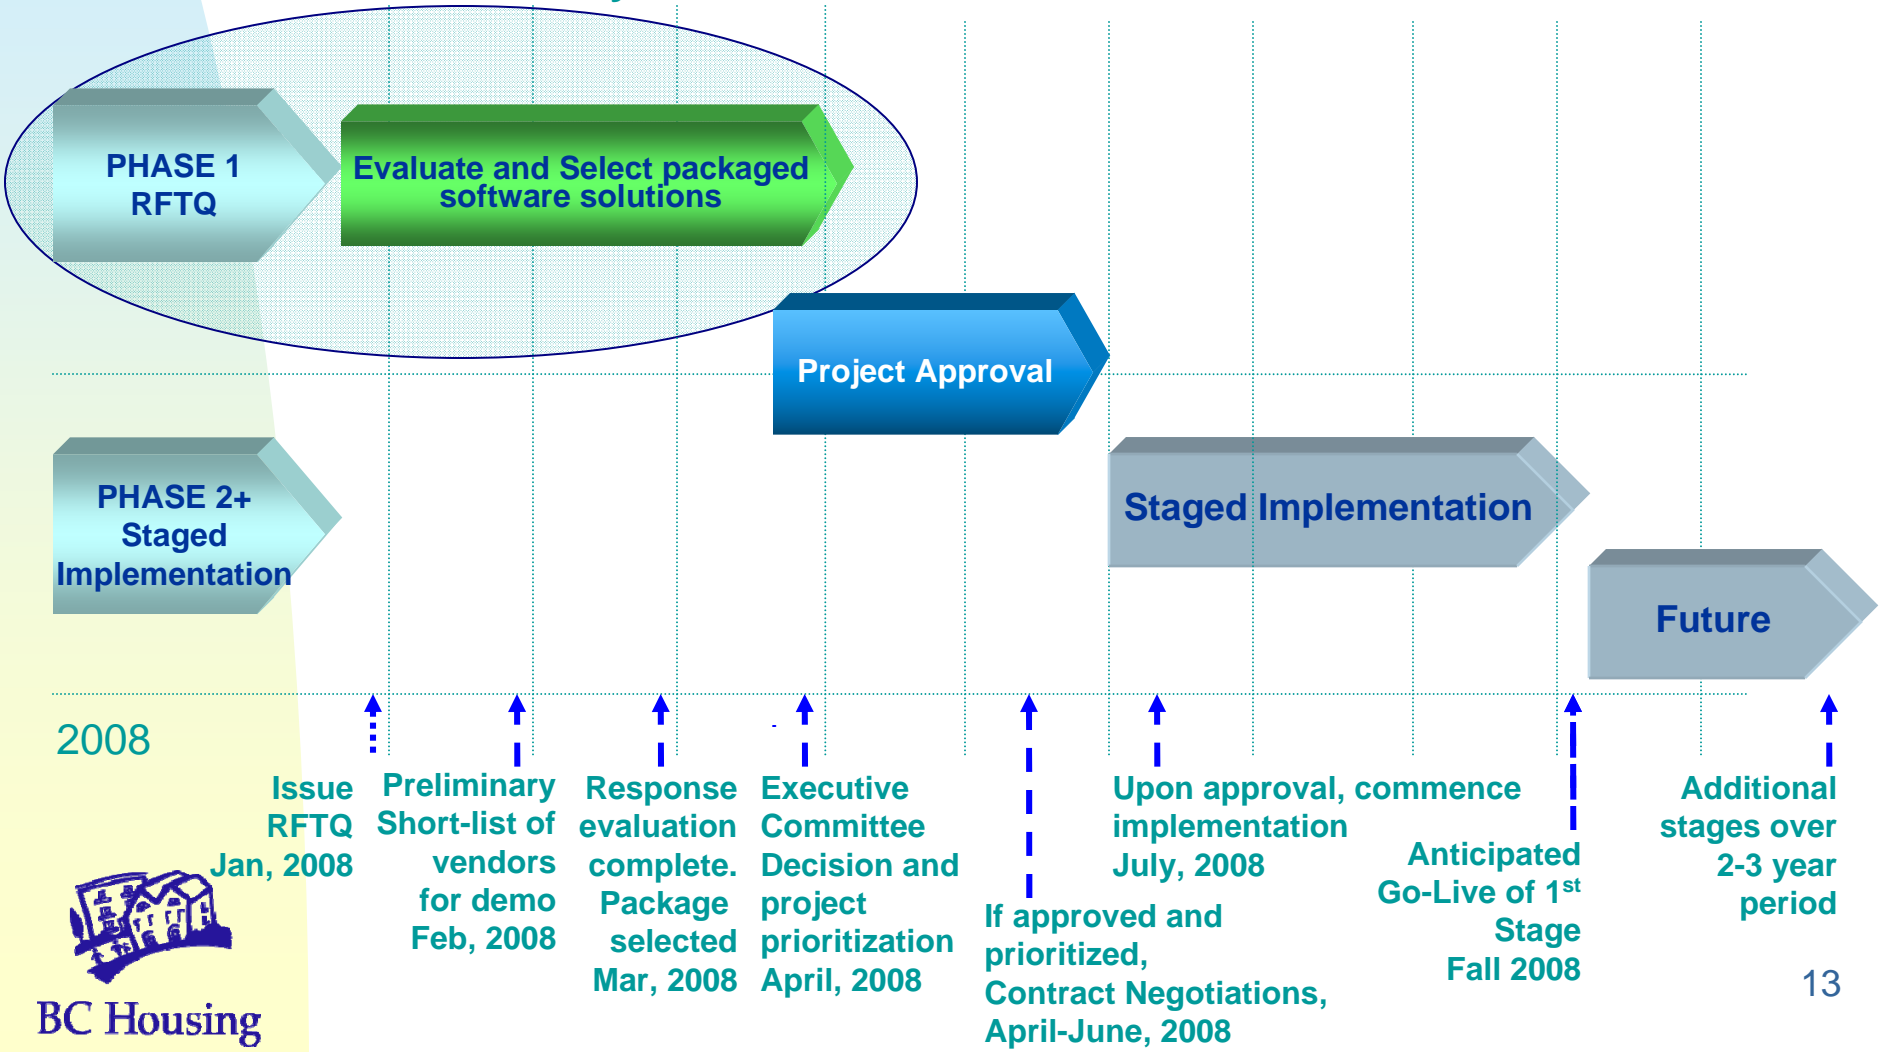 PHASE 1
RFTQ
Evaluate and Select packaged
software solutions
Project Approval
PHASE 2+
Staged
Implementation
Staged Implementation
Future
2008
Issue
RFTQ
Jan, 2008
Preliminary
Short-list of
vendors
for demo
Feb, 2008
Response
evaluation
complete.
Package
selected
Mar, 2008
Executive
Committee
Decision and
project
prioritization
April, 2008
If approved and
prioritized,
Contract Negotiations,
April-June, 2008
Upon approval, commence
implementation
July, 2008
Anticipated
Go-Live of 1st
Stage
Fall 2008
Additional
stages over
2-3 year
period
BC Housing
13